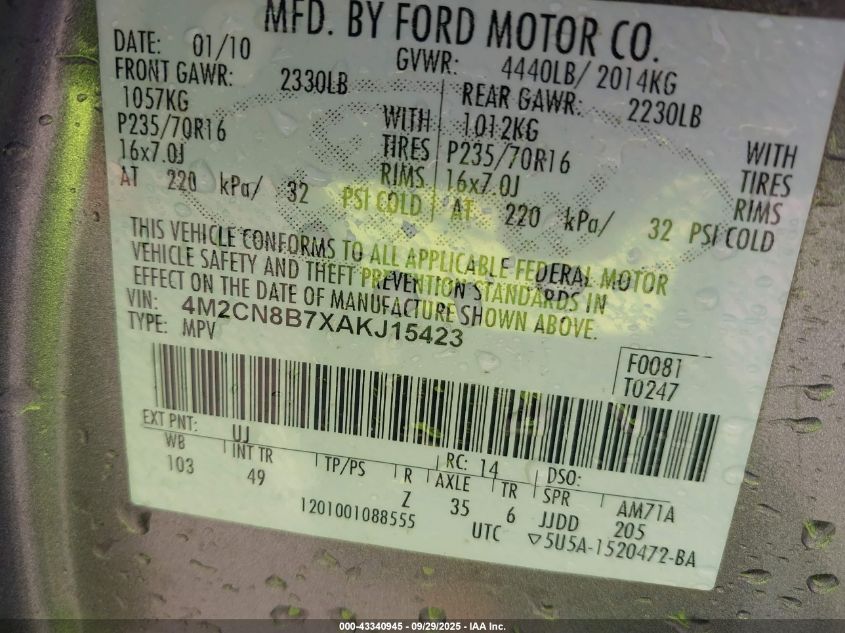 MFD. BY FORD MOTOR CO.
DATE: 01/10 GVWR: 4440LB/ 2014KG
FRONT GAWR: 2330LB REAR GAWR: 2230LB
1057KG WITH 1012KG WITH
P235/70R16 TIRES P235/70R16 TIRES
16x7.0J RIMS 16x7.0J RIMS
AT 220 kPa/ 32 PSI COLD AT 220 kPa/ 32 PSI COLD
THIS VEHICLE CONFORMS TO ALL APPLICABLE FEDERAL MOTOR
VEHICLE SAFETY AND THEFT PREVENTION STANDARDS IN
EFFECT ON THE DATE OF MANUFACTURE SHOWN ABOVE.
VIN: 4M2CN8B7XAKJ15423
TYPE: MPV
F0081
T0247
EXT PNT: UJ RC: 14 DSO:
WB INT TR TP/PS R AXLE TR SPR AM71A
103 49 Z 35 6 JJDD 205
1201001088555 UTC ▽5U5A-1520472-BA
000-43340945 - 09/29/2025 - IAA Inc.